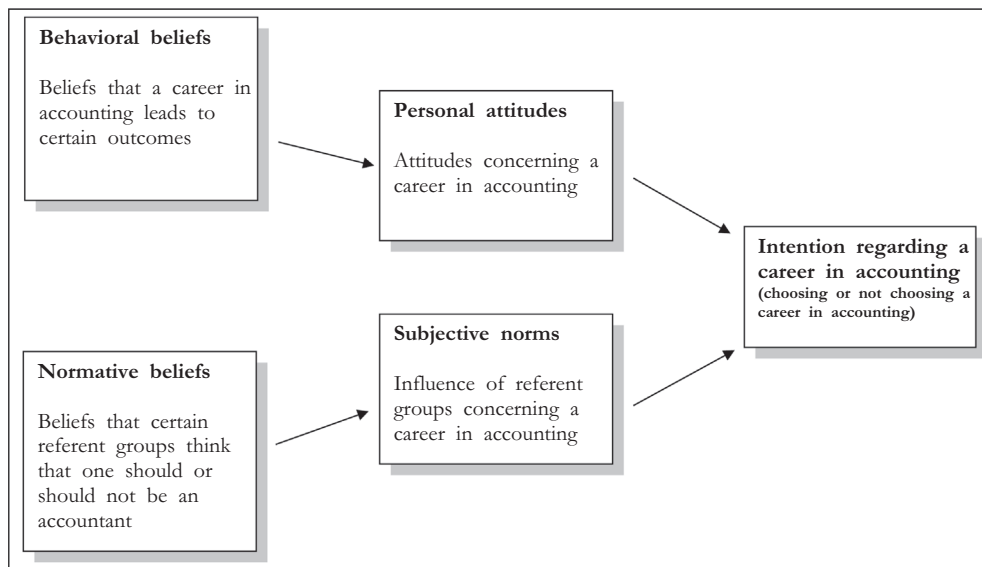 Behavioral beliefs
Beliefs that a career in
accounting leads to
certain outcomes
Personal attitudes
Attitudes concerning a
career in accounting
Normative beliefs
Beliefs that certain
referent groups think
that one should or
should not be an
accountant
Subjective norms
Influence of referent
groups concerning a
career in accounting
Intention regarding a
career in accounting
(choosing or not choosing a
career in accounting)